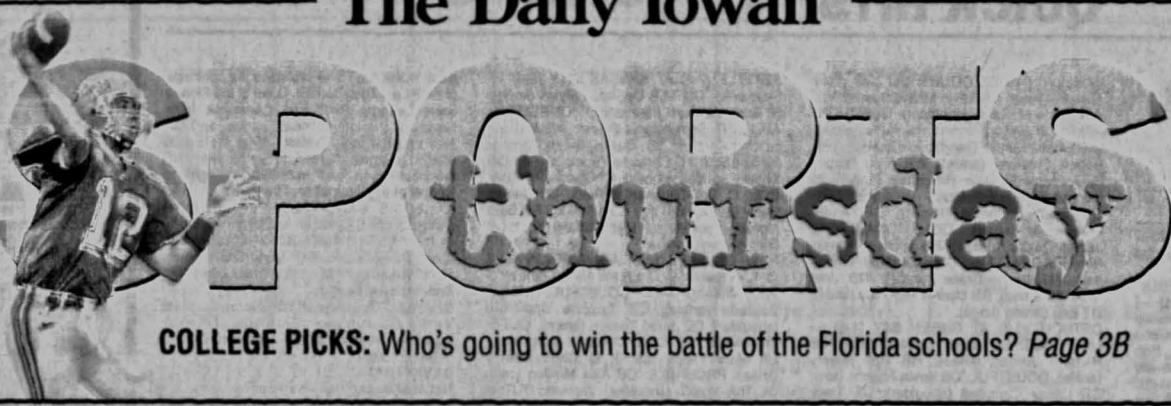 The Daily Iowan
SPORTS
thursday
12
COLLEGE PICKS: Who's going to win the battle of the Florida schools? Page 3B